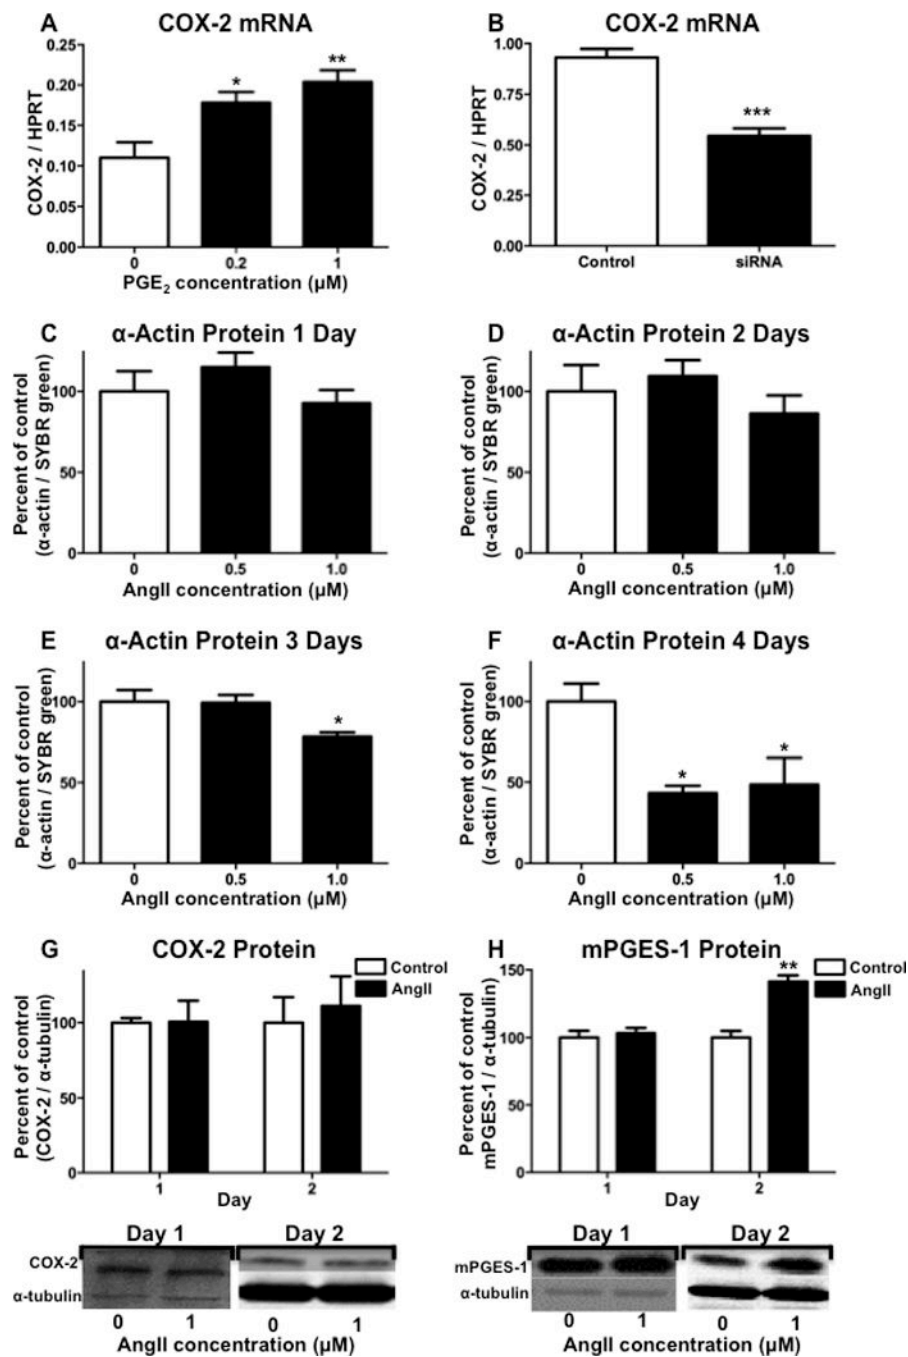 A COX-2 mRNA
COX-2 / HPRT
0.25
0.20
0.15
0.10
0.05
0.00
* **
0 0.2 1
PGE₂ concentration (µM)
B COX-2 mRNA
COX-2 / HPRT
1.00
0.75
0.50
0.25
0.00
***
Control siRNA
C α-Actin Protein 1 Day
Percent of control
(α-actin / SYBR green)
100
50
0
0 0.5 1.0
AngII concentration (µM)
D α-Actin Protein 2 Days
Percent of control
(α-actin / SYBR green)
100
50
0
0 0.5 1.0
AngII concentration (µM)
E α-Actin Protein 3 Days
Percent of control
(α-actin / SYBR green)
100
50
0
*
0 0.5 1.0
AngII concentration (µM)
F α-Actin Protein 4 Days
Percent of control
(α-actin / SYBR green)
100
50
0
* *
0 0.5 1.0
AngII concentration (µM)
G COX-2 Protein
Control
AngII
Percent of control
(COX-2 / α-tubulin)
100
50
0
1 2
Day
Day 1 Day 2
COX-2
α-tubulin
0 1 0 1
AngII concentration (µM)
H mPGES-1 Protein
Control
AngII
Percent of control
mPGES-1 / α-tubulin)
150
100
50
0
**
1 2
Day
Day 1 Day 2
mPGES-1
α-tubulin
0 1 0 1
AngII concentration (µM)